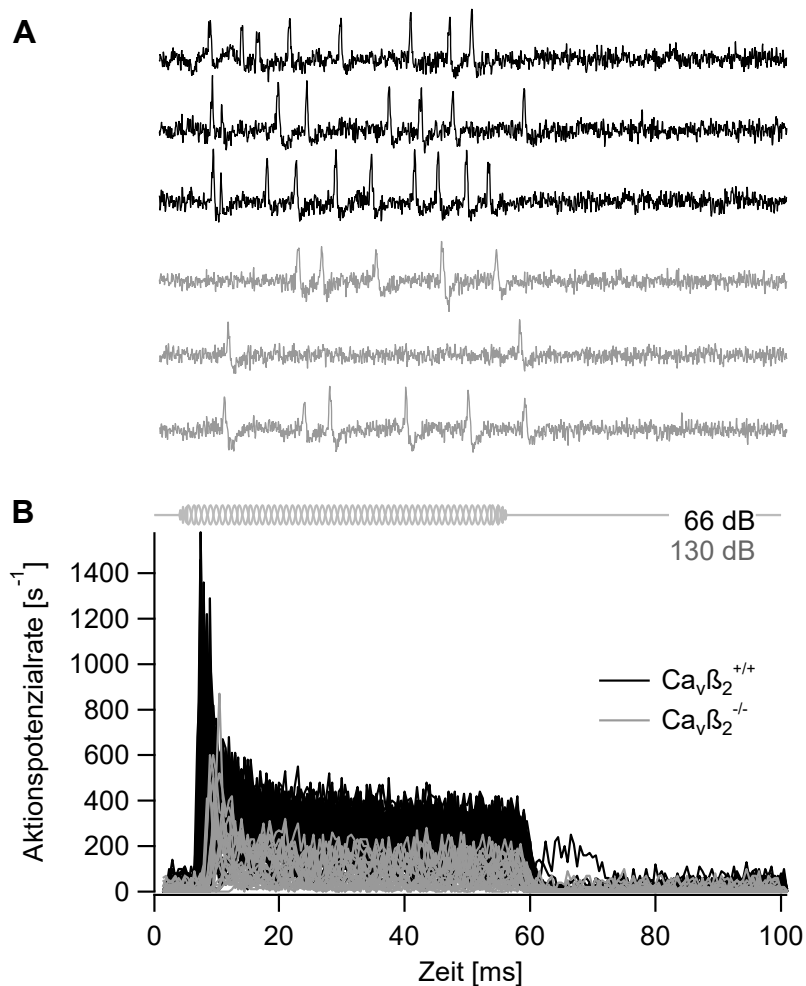 A
B
66 dB
130 dB
Aktionspotenzialrate [s⁻¹]
1400
1200
1000
800
600
400
200
0
Caᵥß₂⁺/⁺
Caᵥß₂⁻/⁻
0 20 40 60 80 100
Zeit [ms]